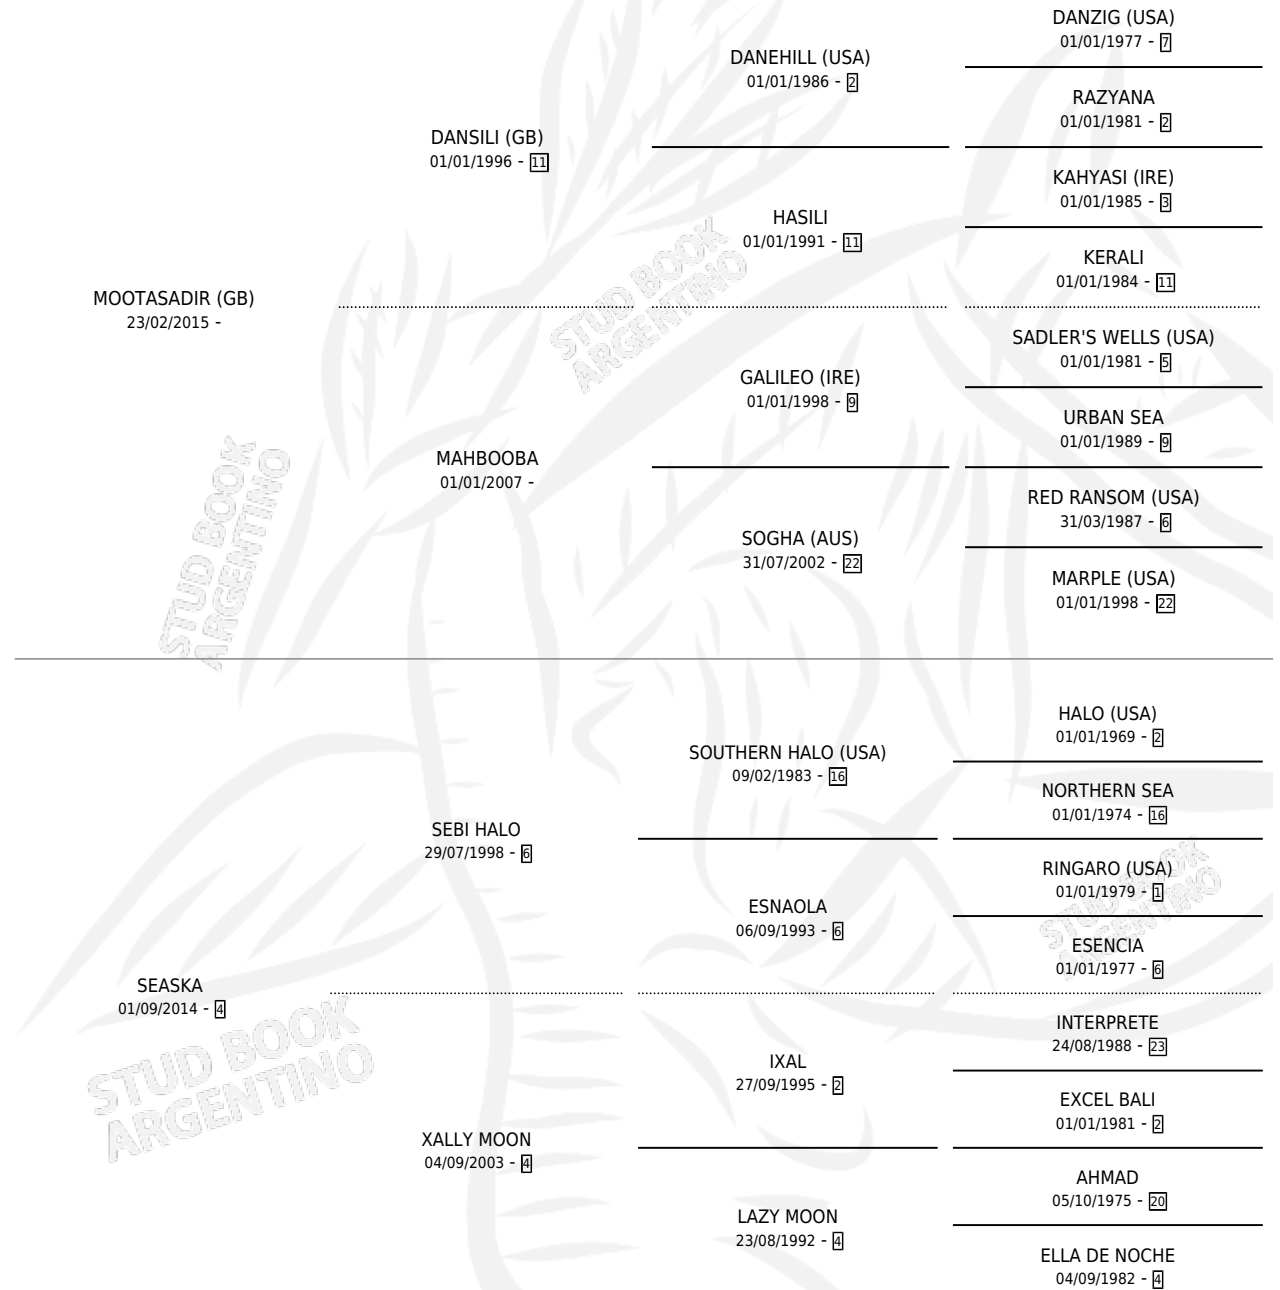 DANZIG (USA)
01/01/1977 - 7
DANEHILL (USA)
01/01/1986 - 2
RAZYANA
01/01/1981 - 2
DANSILI (GB)
01/01/1996 - 11
KAHYASI (IRE)
01/01/1985 - 3
HASILI
01/01/1991 - 11
KERALI
01/01/1984 - 11
MOOTASADIR (GB)
23/02/2015 -
SADLER'S WELLS (USA)
01/01/1981 - 5
GALILEO (IRE)
01/01/1998 - 9
URBAN SEA
01/01/1989 - 9
MAHBOOBA
01/01/2007 -
RED RANSOM (USA)
31/03/1987 - 6
SOGHA (AUS)
31/07/2002 - 22
MARPLE (USA)
01/01/1998 - 22
HALO (USA)
01/01/1969 - 2
SOUTHERN HALO (USA)
09/02/1983 - 16
NORTHERN SEA
01/01/1974 - 16
SEBI HALO
29/07/1998 - 6
RINGARO (USA)
01/01/1979 - 1
ESNAOLA
06/09/1993 - 6
ESENCIA
01/01/1977 - 6
SEASKA
01/09/2014 - 4
INTERPRETE
24/08/1988 - 23
IXAL
27/09/1995 - 2
EXCEL BALI
01/01/1981 - 2
XALLY MOON
04/09/2003 - 4
AHMAD
05/10/1975 - 20
LAZY MOON
23/08/1992 - 4
ELLA DE NOCHE
04/09/1982 - 4
STUD BOOK
ARGENTINO
STUD BOOK
ARGENTINO
STUD BOOK
ARGENTINO
STUD BOOK
ARGENTINO